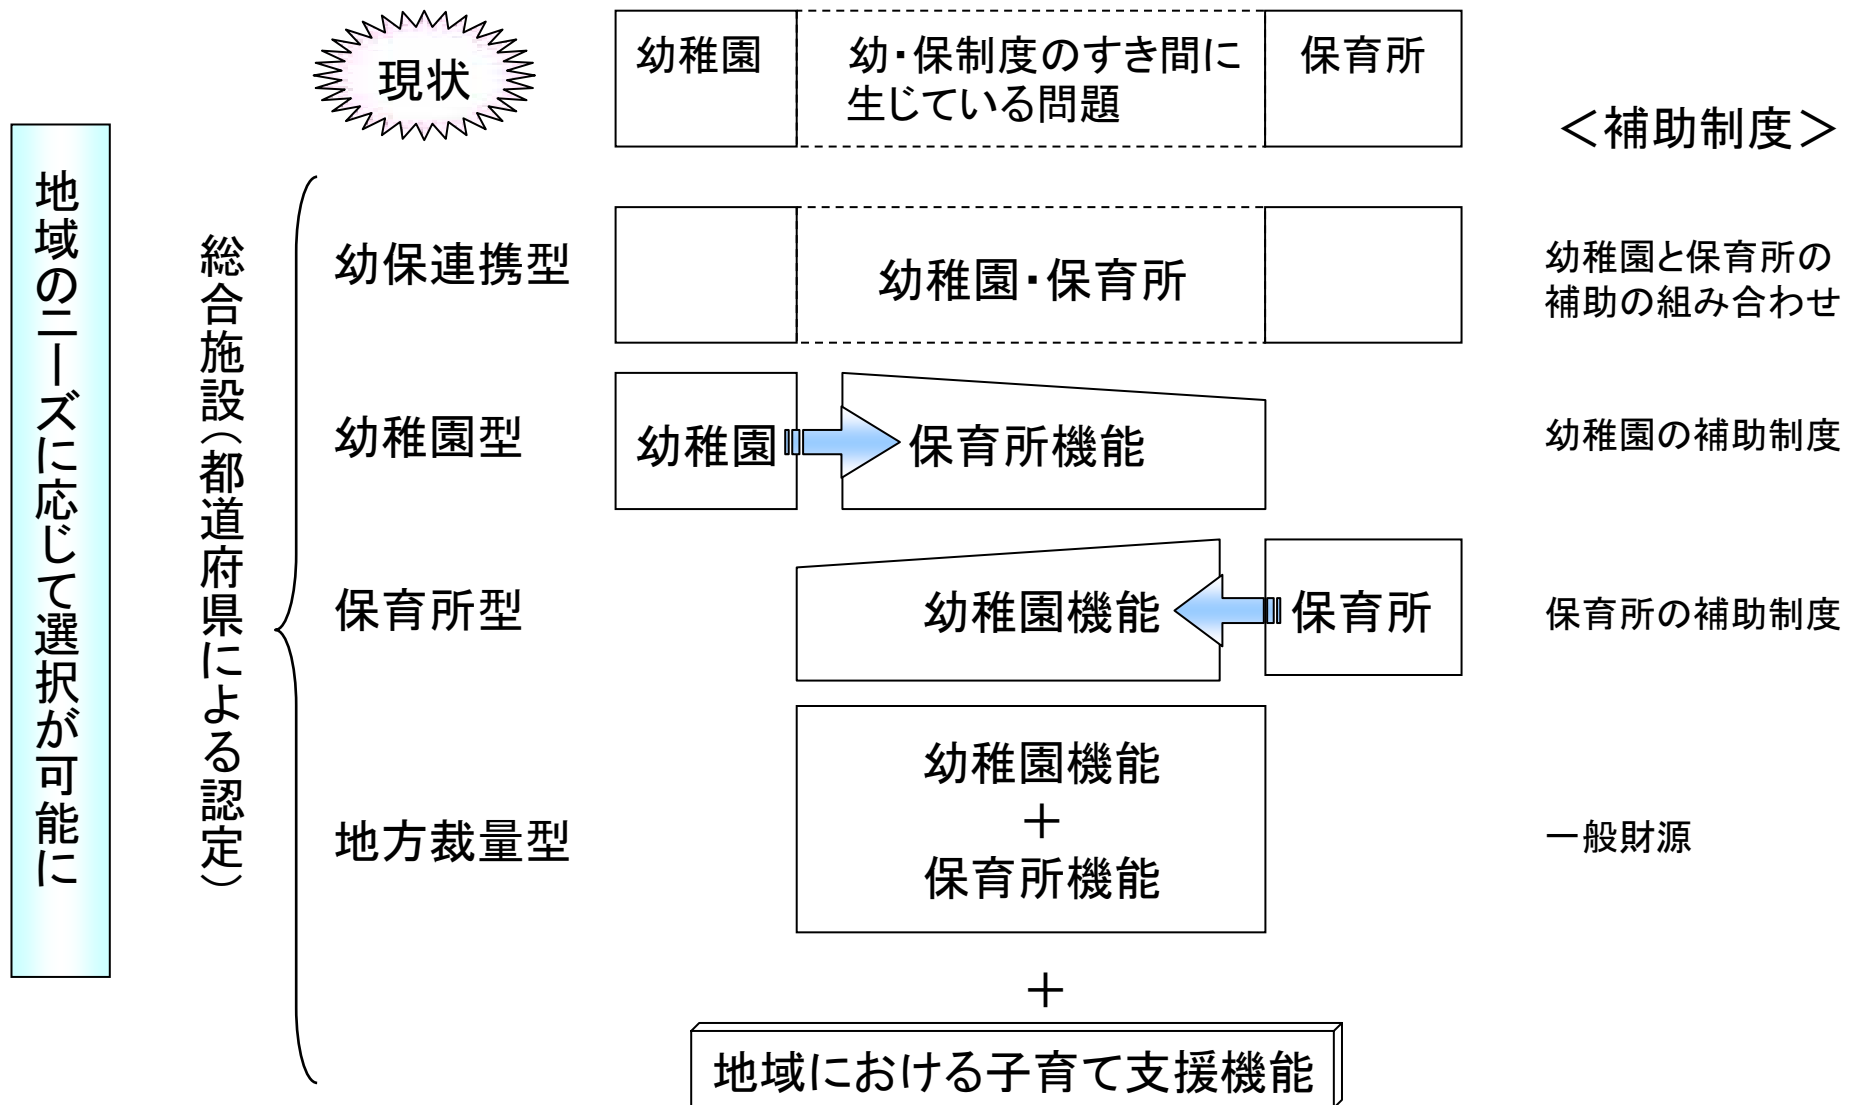 現状
幼稚園
幼・保制度のすき間に
生じている問題
保育所
＜補助制度＞
地域のニーズに応じて選択が可能に
総合施設（都道府県による認定）
幼保連携型
幼稚園・保育所
幼稚園と保育所の
補助の組み合わせ
幼稚園型
幼稚園
保育所機能
幼稚園の補助制度
保育所型
幼稚園機能
保育所
保育所の補助制度
地方裁量型
幼稚園機能
＋
保育所機能
一般財源
＋
地域における子育て支援機能